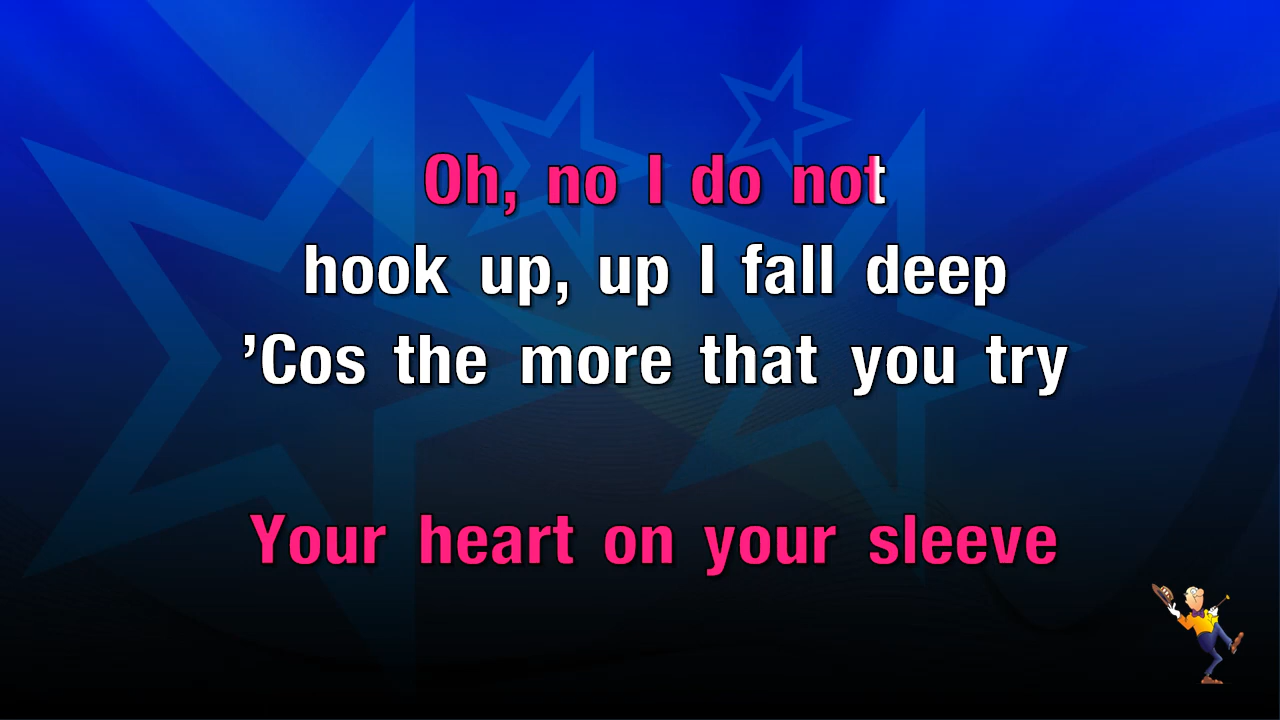 Oh, no I do not
hook up, up I fall deep
’Cos the more that you try
Your heart on your sleeve